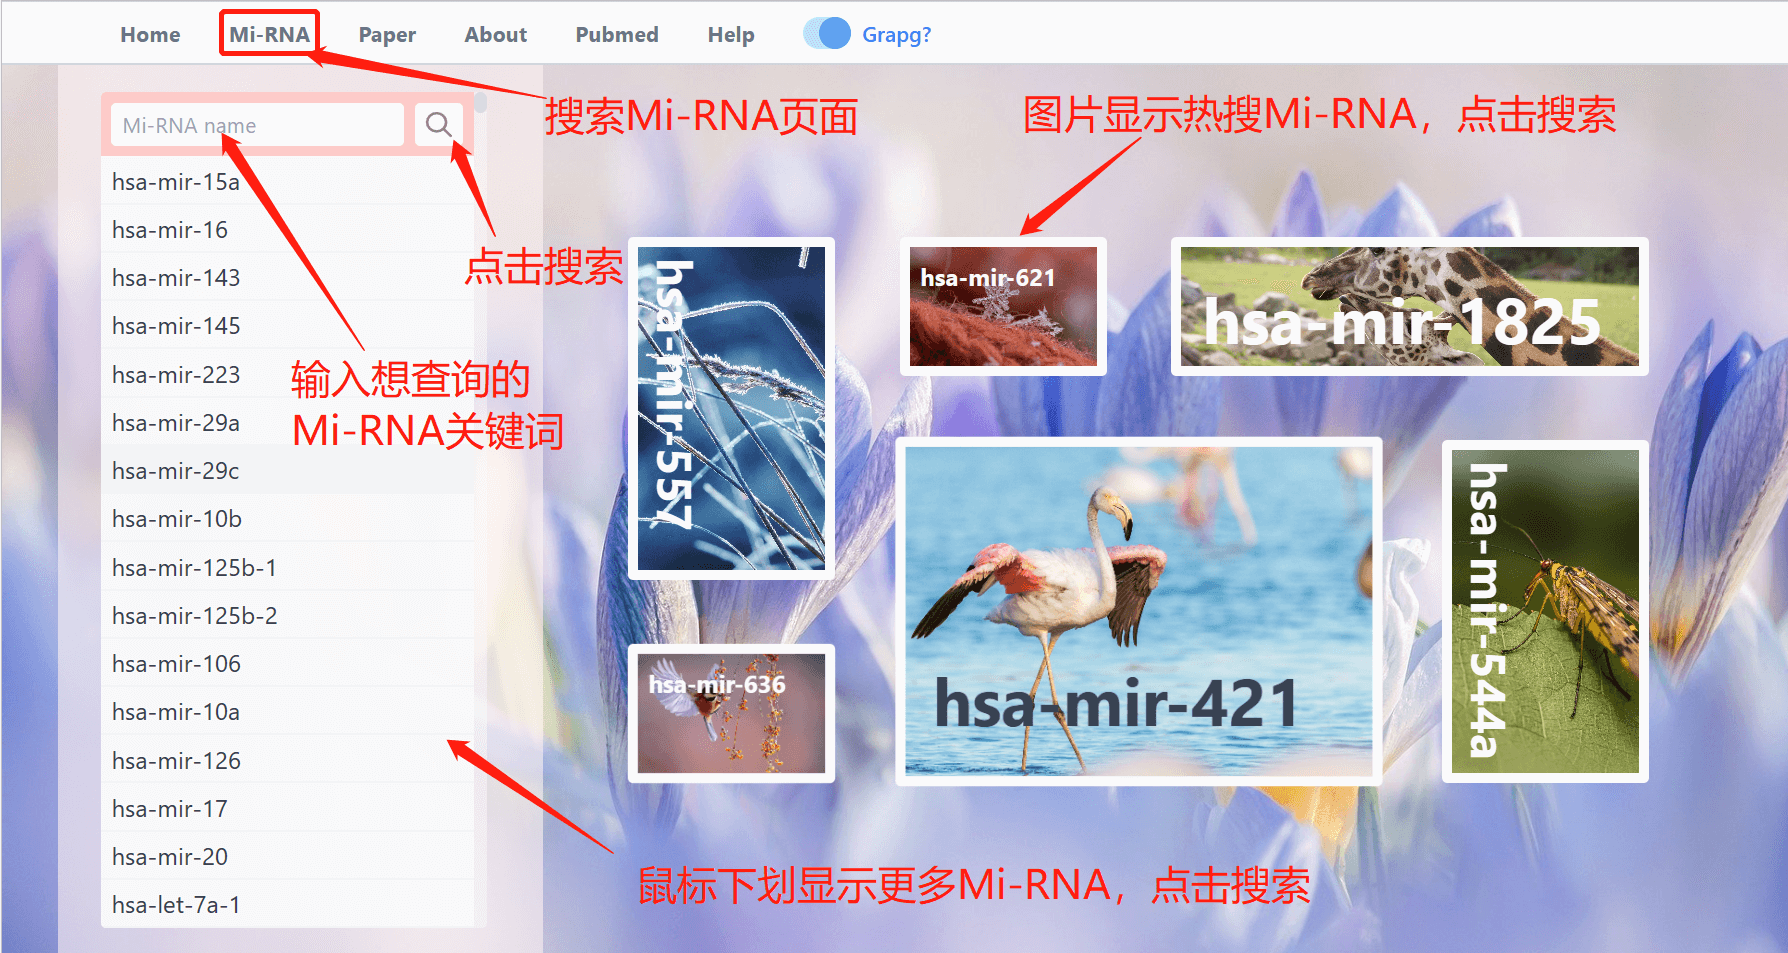 Home
Mi-RNA
Paper
About
Pubmed
Help
Grapg?
搜索Mi-RNA页面
图片显示热搜Mi-RNA，点击搜索
Mi-RNA name
点击搜索
输入想查询的
Mi-RNA关键词
hsa-mir-15a
hsa-mir-16
hsa-mir-143
hsa-mir-145
hsa-mir-223
hsa-mir-29a
hsa-mir-29c
hsa-mir-10b
hsa-mir-125b-1
hsa-mir-125b-2
hsa-mir-106
hsa-mir-10a
hsa-mir-126
hsa-mir-17
hsa-mir-20
hsa-let-7a-1
hsa-mir-557
hsa-mir-621
hsa-mir-1825
hsa-mir-636
hsa-mir-421
hsa-mir-544a
鼠标下划显示更多Mi-RNA，点击搜索